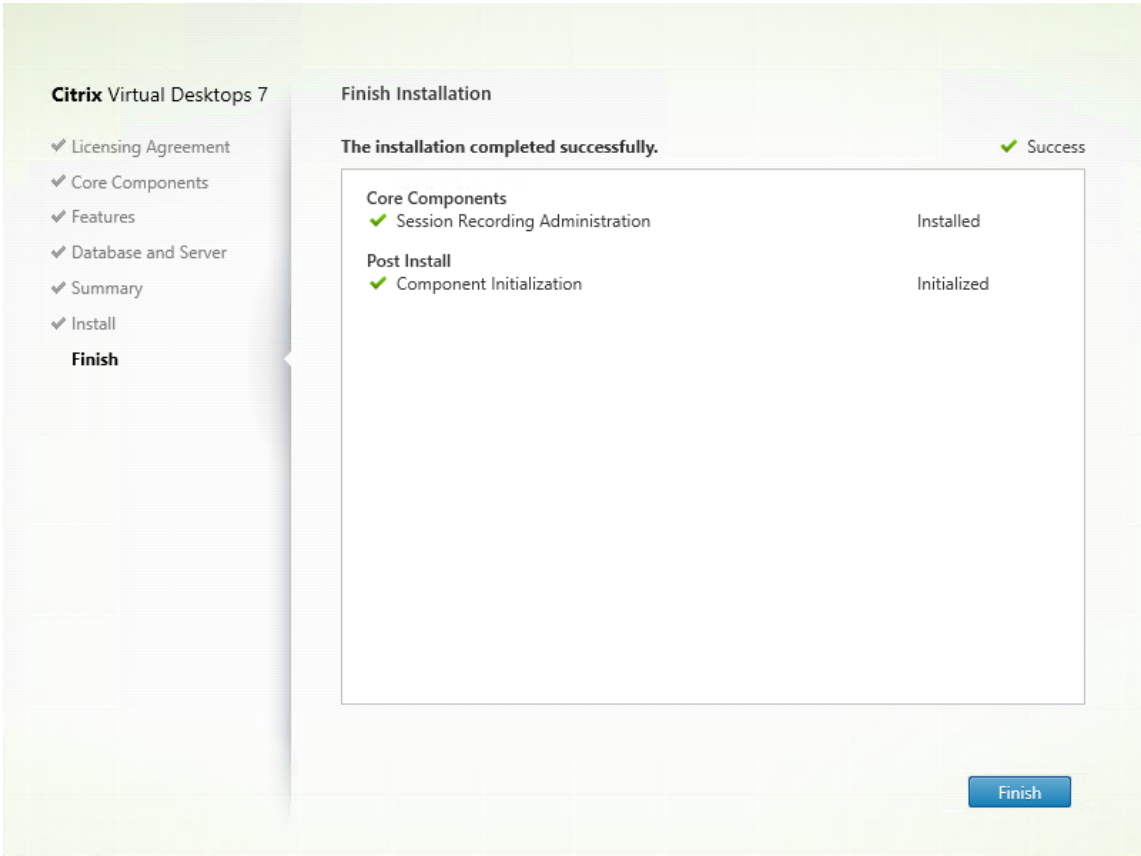 Citrix Virtual Desktops 7
Licensing Agreement
Core Components
Features
Database and Server
Summary
Install
Finish
Finish Installation
The installation completed successfully.
Success
Core Components
Session Recording Administration Installed
Post Install
Component Initialization Initialized
Finish